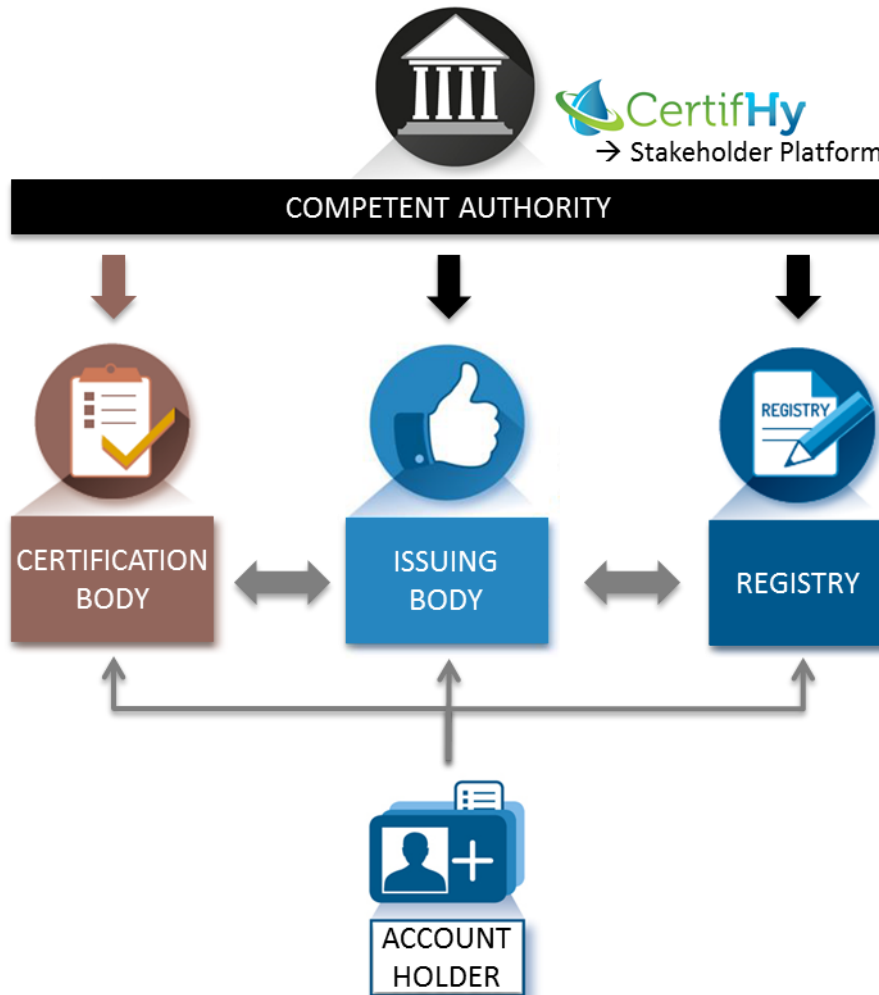 CertifHy
→ Stakeholder Platform
COMPETENT AUTHORITY
REGISTRY
CERTIFICATION
BODY
ISSUING
BODY
REGISTRY
ACCOUNT
HOLDER